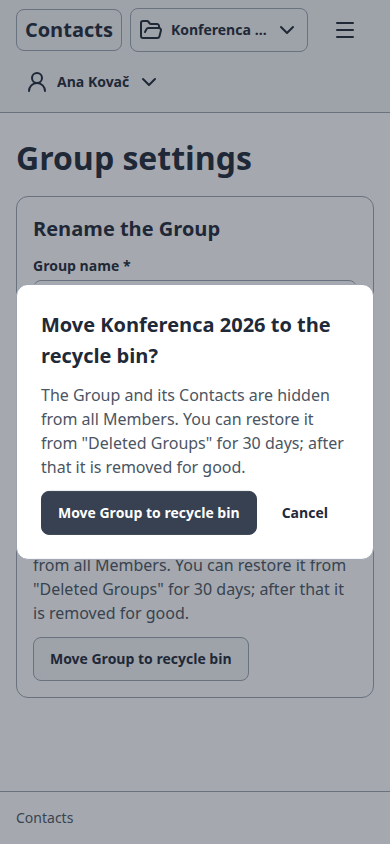 Contacts
Konferenca ...
Ana Kovač
Group settings
Rename the Group
Group name *
Move Konferenca 2026 to the
recycle bin?
The Group and its Contacts are hidden
from all Members. You can restore it
from "Deleted Groups" for 30 days; after
that it is removed for good.
Move Group to recycle bin
Cancel
from all Members. You can restore it from
"Deleted Groups" for 30 days; after that it
is removed for good.
Move Group to recycle bin
Contacts